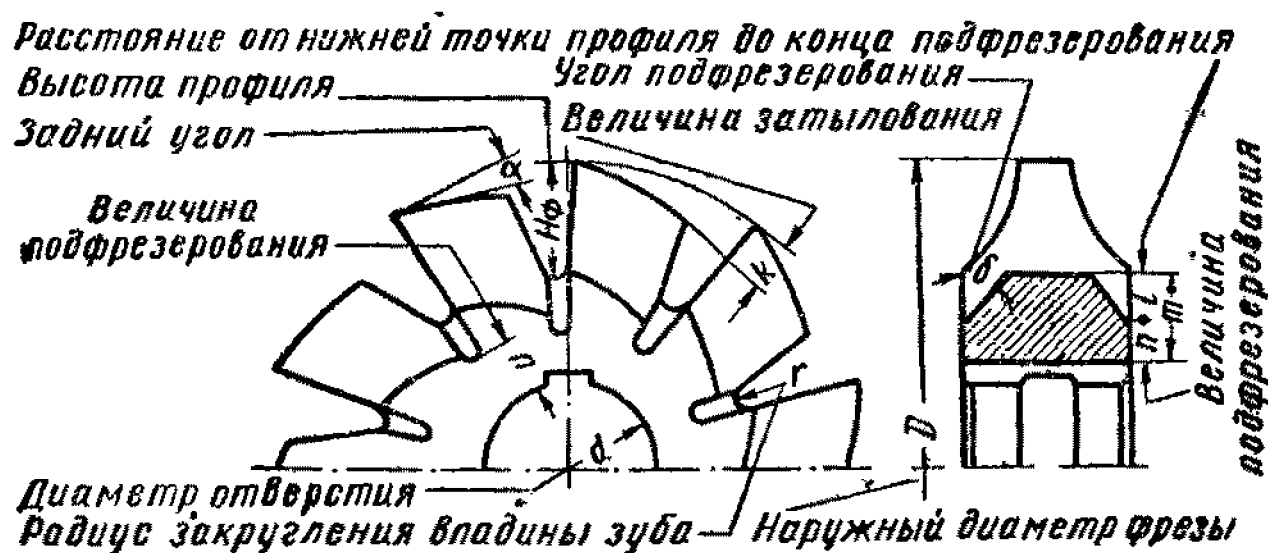 Расстояние от нижней точки профиля до конца подфрезерования
Высота профиля
Угол подфрезерования
Задний угол
Величина затылования
α
Величина
подфрезерования
Hф
K
δ
υ
r
d
D
m
Величина
подфрезерования
Диаметр отверстия
Радиус закругления впадины зуба
Наружный диаметр фрезы